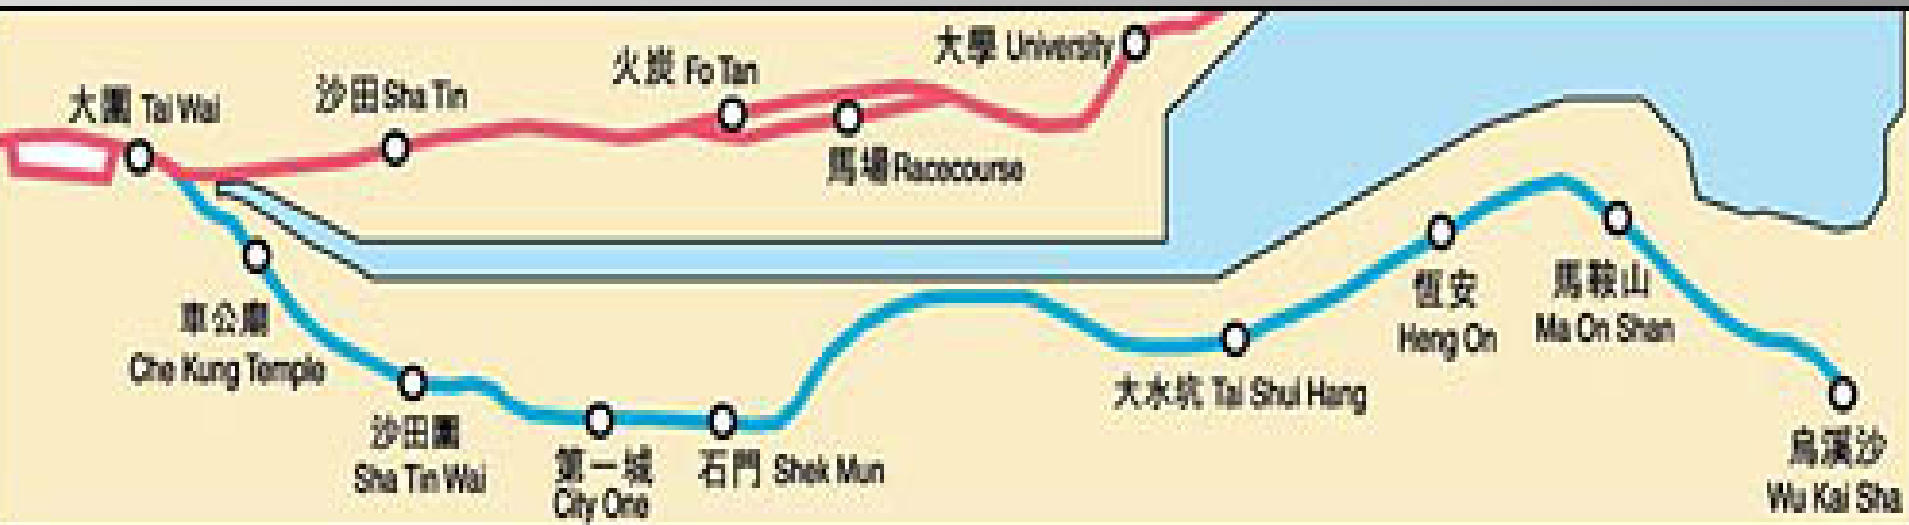 大學 University
火炭 Fo Tan
沙田 Sha Tin
大圍 Tai Wai
馬場 Racecourse
車公廟
Che Kung Temple
沙田圍
Sha Tin Wai
第一城
City One
石門 Shek Mun
大水坑 Tai Shui Hang
恆安
Heng On
馬鞍山
Ma On Shan
烏溪沙
Wu Kai Sha